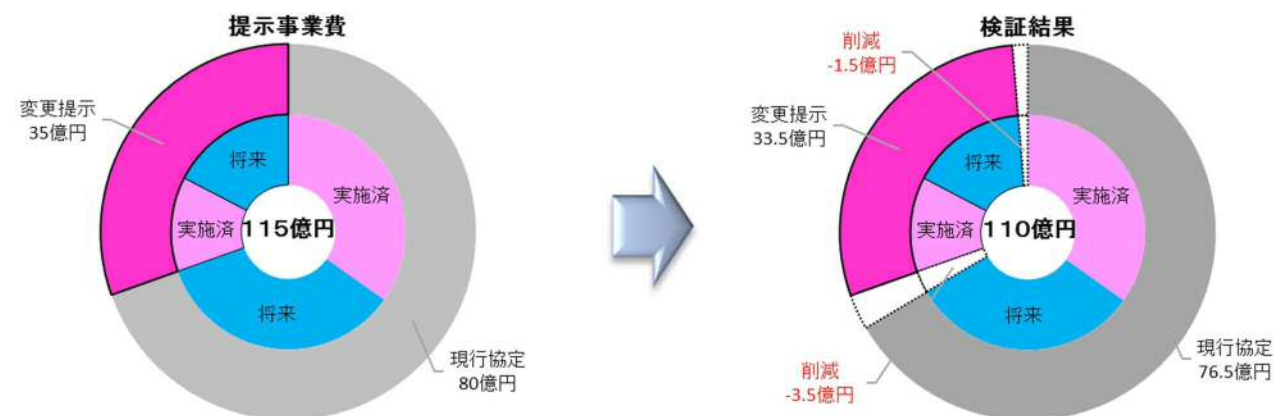 提示事業費
変更提示
35億円
将来
実施済
実施済
115億円
将来
現行協定
80億円
検証結果
削減
-1.5億円
変更提示
33.5億円
将来
実施済
実施済
110億円
将来
削減
-3.5億円
現行協定
76.5億円